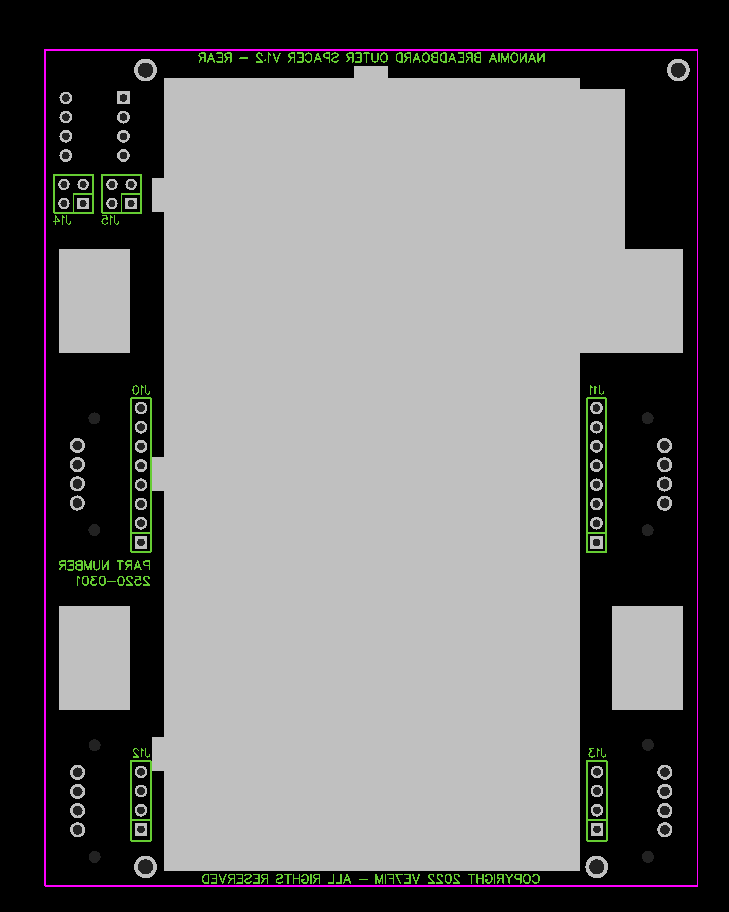 NANOMIA BREADBOARD OUTER SPACER V1.2 - REAR
J14
J15
J10
J11
PART NUMBER
2520-0301
J12
J13
COPYRIGHT 2022 VE7FIM - ALL RIGHTS RESERVED